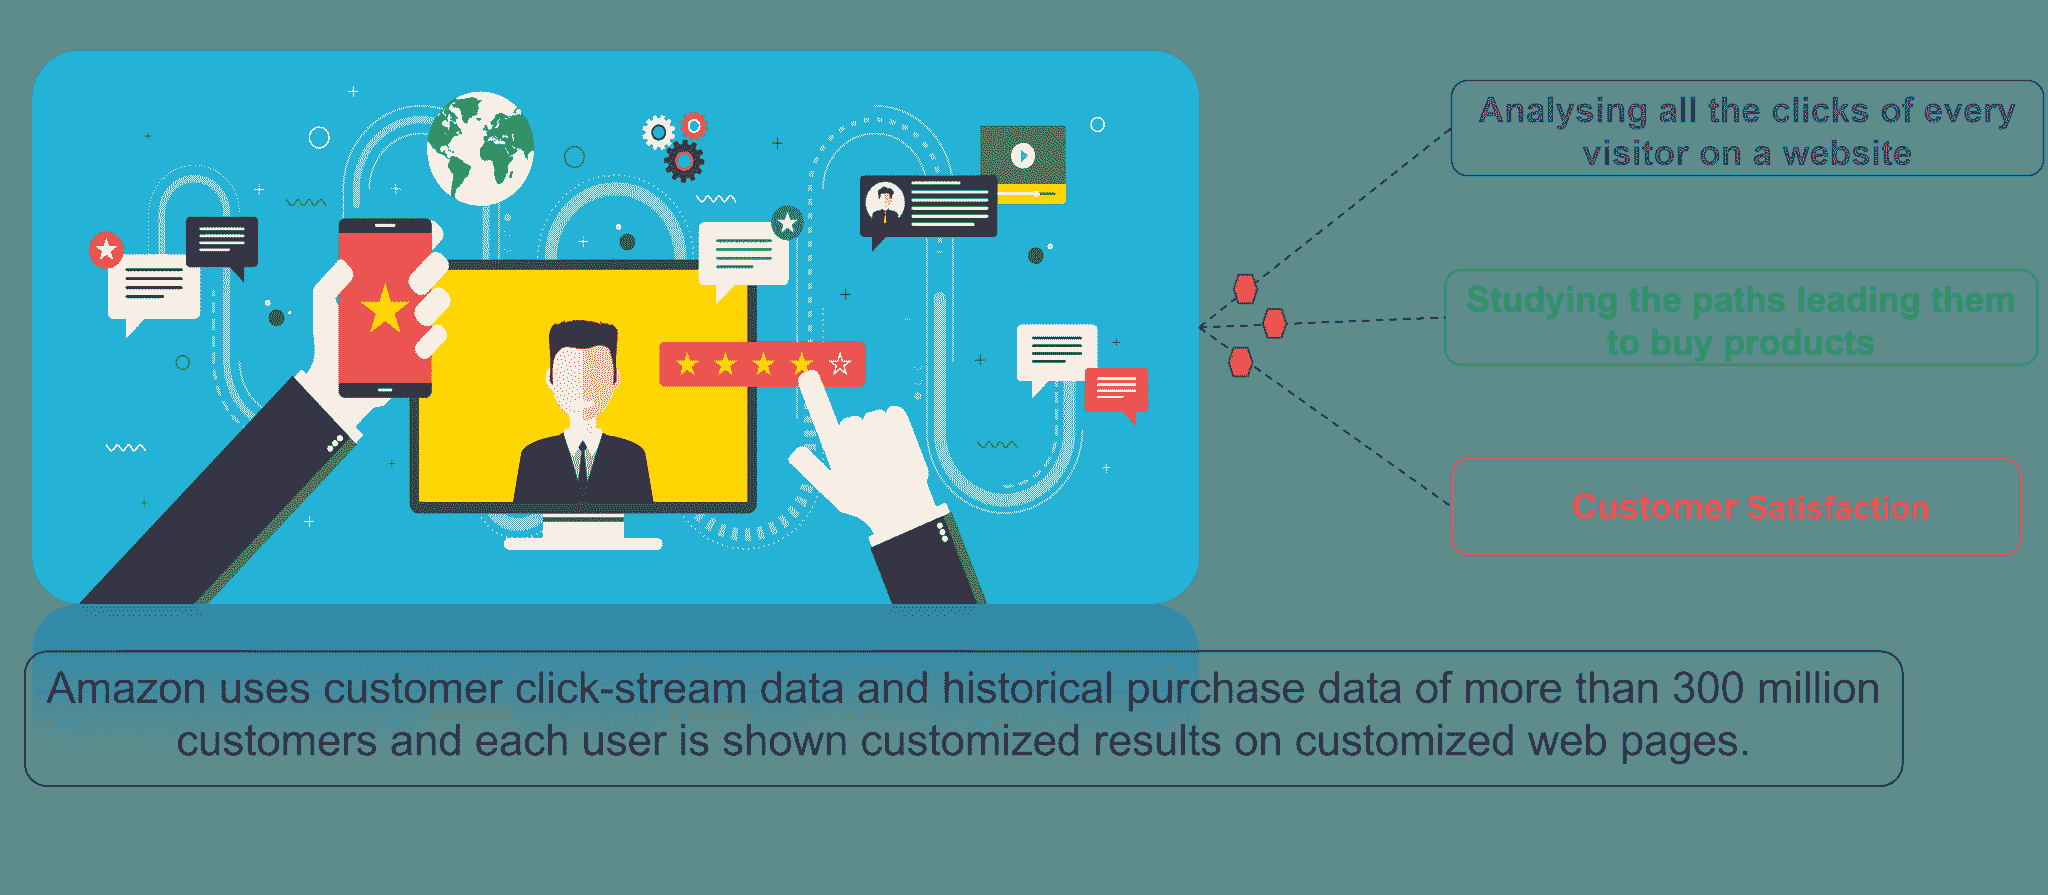 Analysing all the clicks of every
visitor on a website
Studying the paths leading them
to buy products
Customer Satisfaction
Amazon uses customer click-stream data and historical purchase data of more than 300 million
customers and each user is shown customized results on customized web pages.